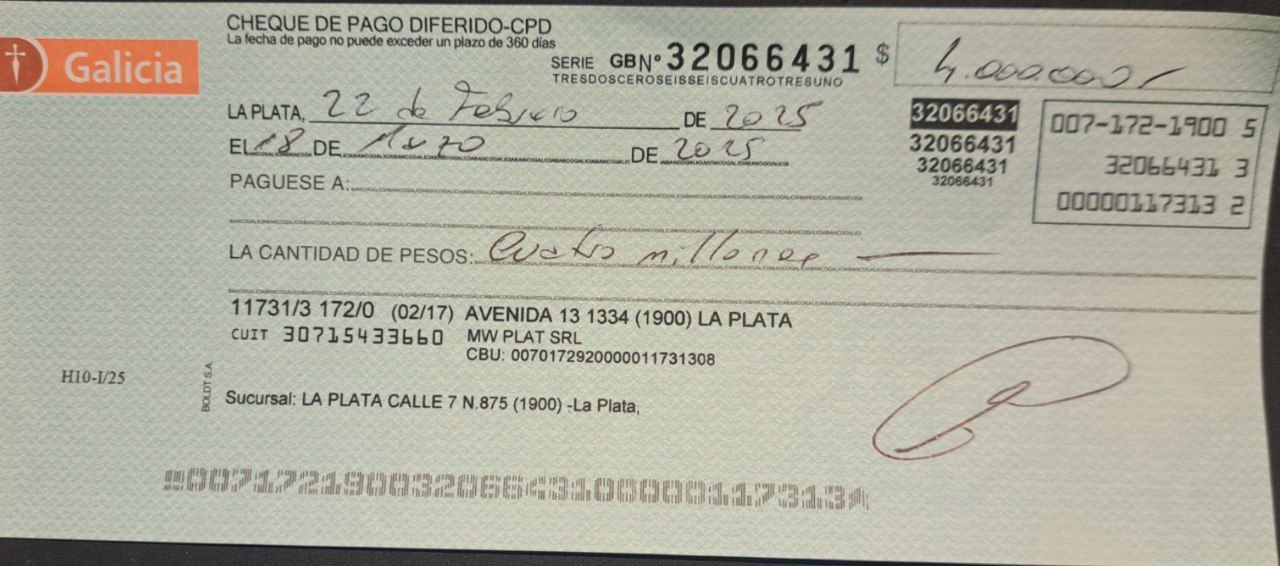 CHEQUE DE PAGO DIFERIDO-CPD
La fecha de pago no puede exceder un plazo de 360 días
Galicia
SERIE GB Nº 32066431 $ 4.000.000/-
TRESDOSCEROSEISSEISCUATROTRESUNO
LA PLATA, 22 de Febrero DE 2025
EL 18 DE Marzo DE 2025
32066431
32066431
32066431
32066431
007-172-1900 5
32066431 3
00000117313 2
PAGUESE A:
LA CANTIDAD DE PESOS: Cuatro millones
11731/3 172/0 (02/17) AVENIDA 13 1334 (1900) LA PLATA
CUIT 30715433660 MW PLAT SRL
CBU: 0070172920000011731308
H10-I/25
BOLDT S.A.
Sucursal: LA PLATA CALLE 7 N.875 (1900) -La Plata,